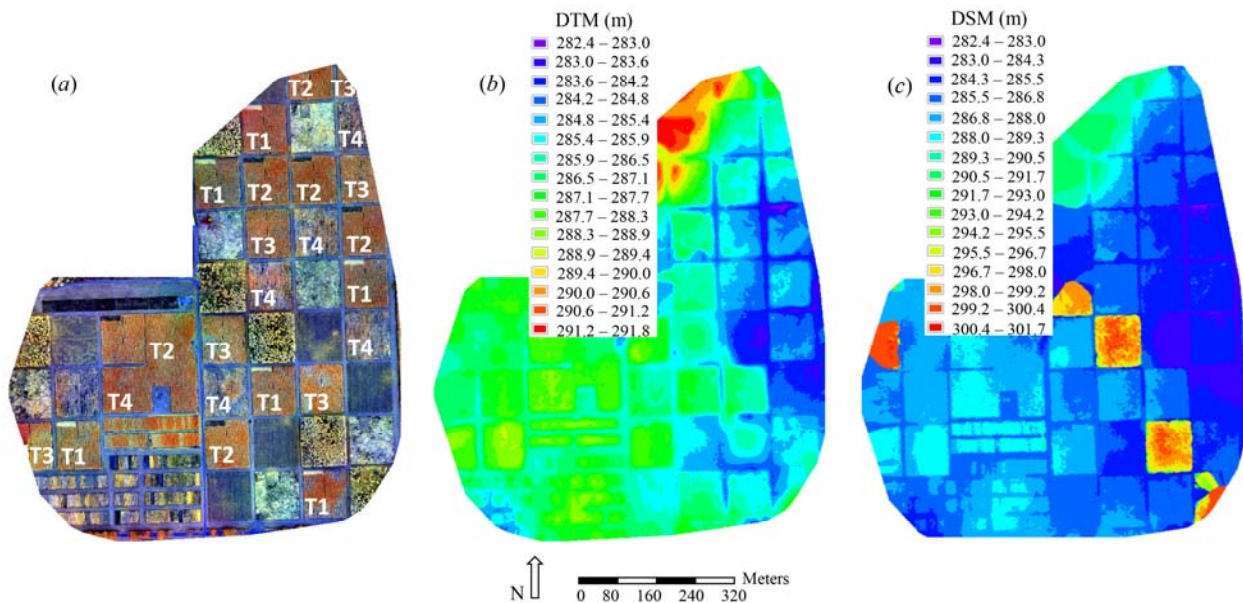 (a)
T2
T3
T1
T4
T1
T2
T2
T3
T3
T4
T2
T4
T1
T2
T3
T4
T4
T4
T1
T3
T3
T1
T2
T1
(b)
DTM (m)
282.4 – 283.0
283.0 – 283.6
283.6 – 284.2
284.2 – 284.8
284.8 – 285.4
285.4 – 285.9
285.9 – 286.5
286.5 – 287.1
287.1 – 287.7
287.7 – 288.3
288.3 – 288.9
288.9 – 289.4
289.4 – 290.0
290.0 – 290.6
290.6 – 291.2
291.2 – 291.8
(c)
DSM (m)
282.4 – 283.0
283.0 – 284.3
284.3 – 285.5
285.5 – 286.8
286.8 – 288.0
288.0 – 289.3
289.3 – 290.5
290.5 – 291.7
291.7 – 293.0
293.0 – 294.2
294.2 – 295.5
295.5 – 296.7
296.7 – 298.0
298.0 – 299.2
299.2 – 300.4
300.4 – 301.7
N
Meters
0 80 160 240 320